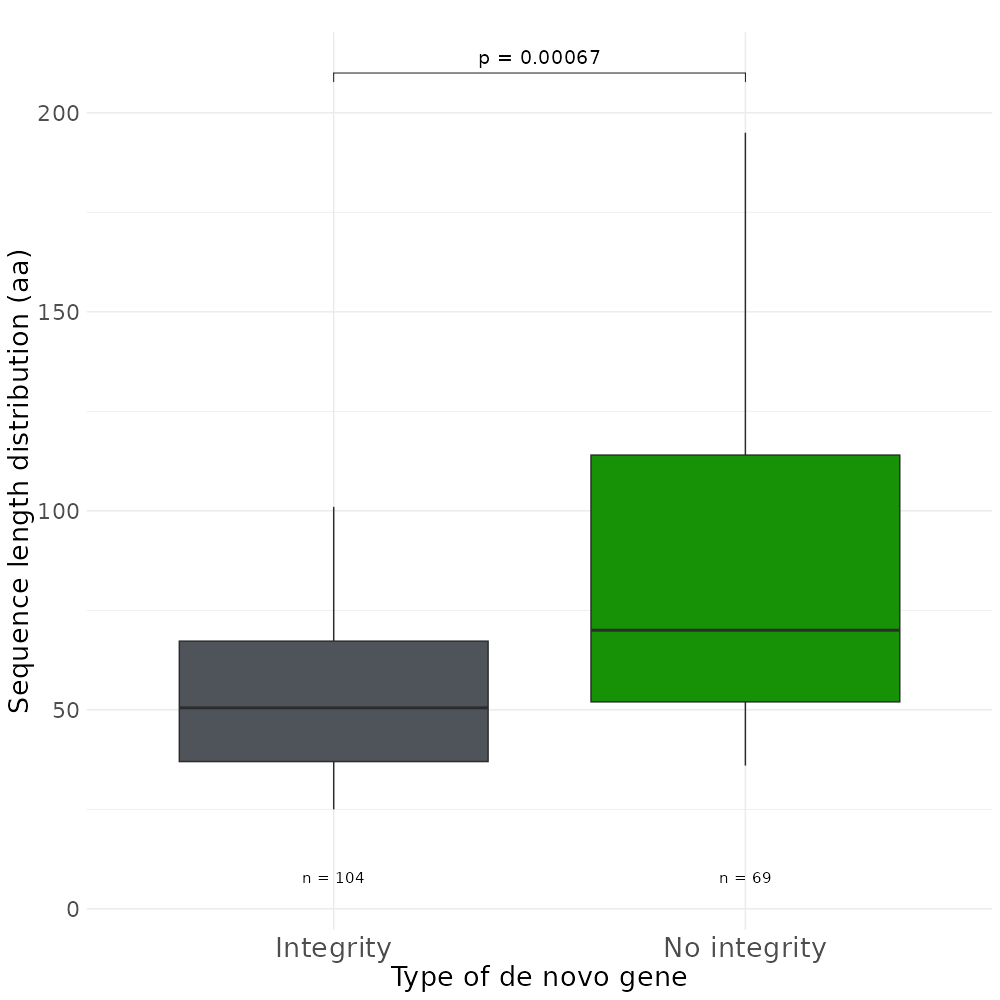 p = 0.00067
200
150
100
50
0
Sequence length distribution (aa)
n = 104
n = 69
Integrity
No integrity
Type of de novo gene